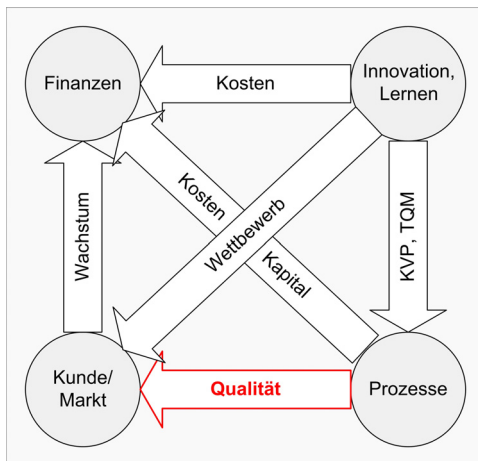 Finanzen
Kosten
Innovation,
Lernen
Kosten
Kapital
Wettbewerb
Wachstum
KVP, TQM
Kunde/
Markt
Qualität
Prozesse